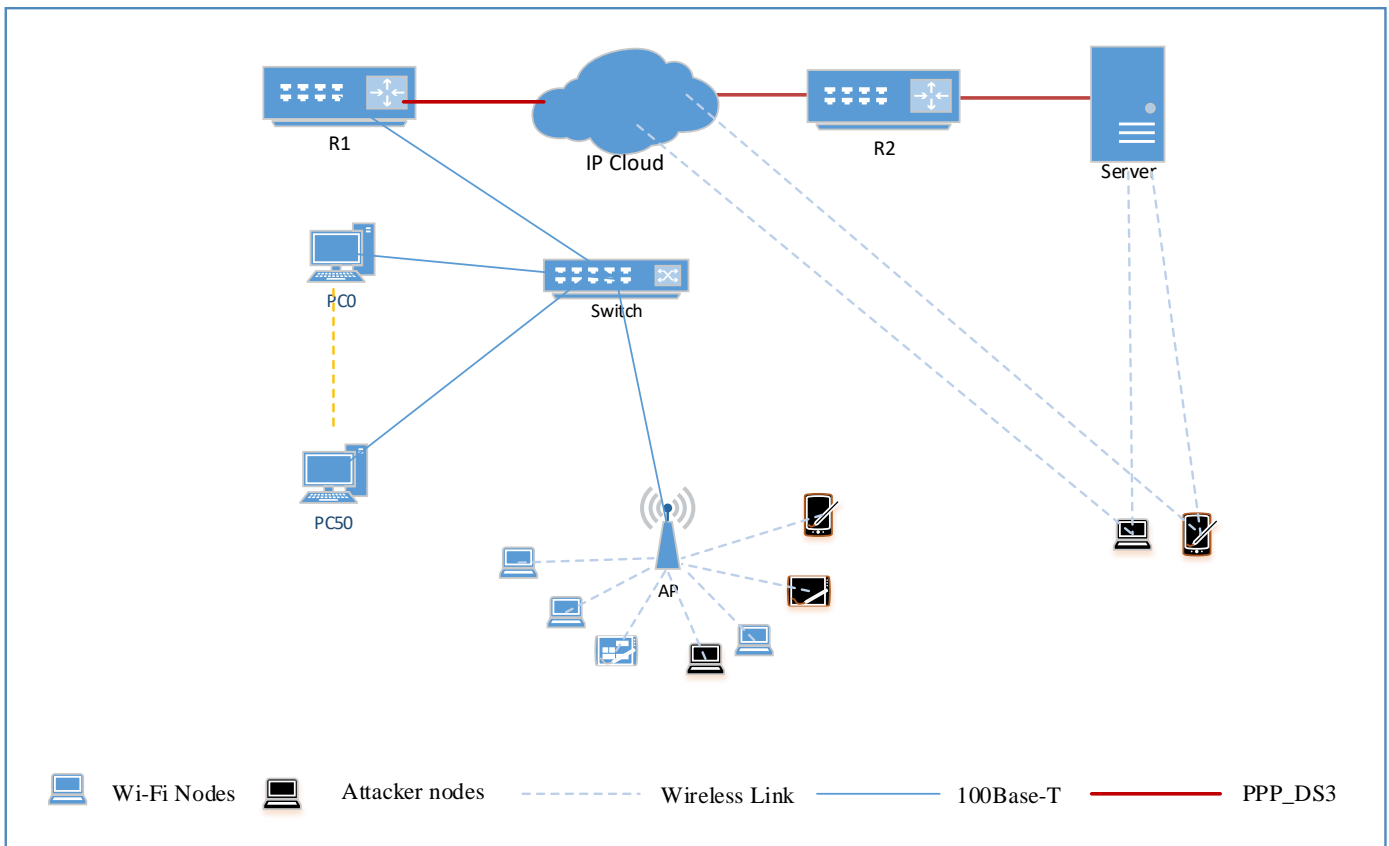 R1
IP Cloud
R2
Server
PC0
Switch
PC50
AP
Wi-Fi Nodes
Attacker nodes
Wireless Link
100Base-T
PPP_DS3